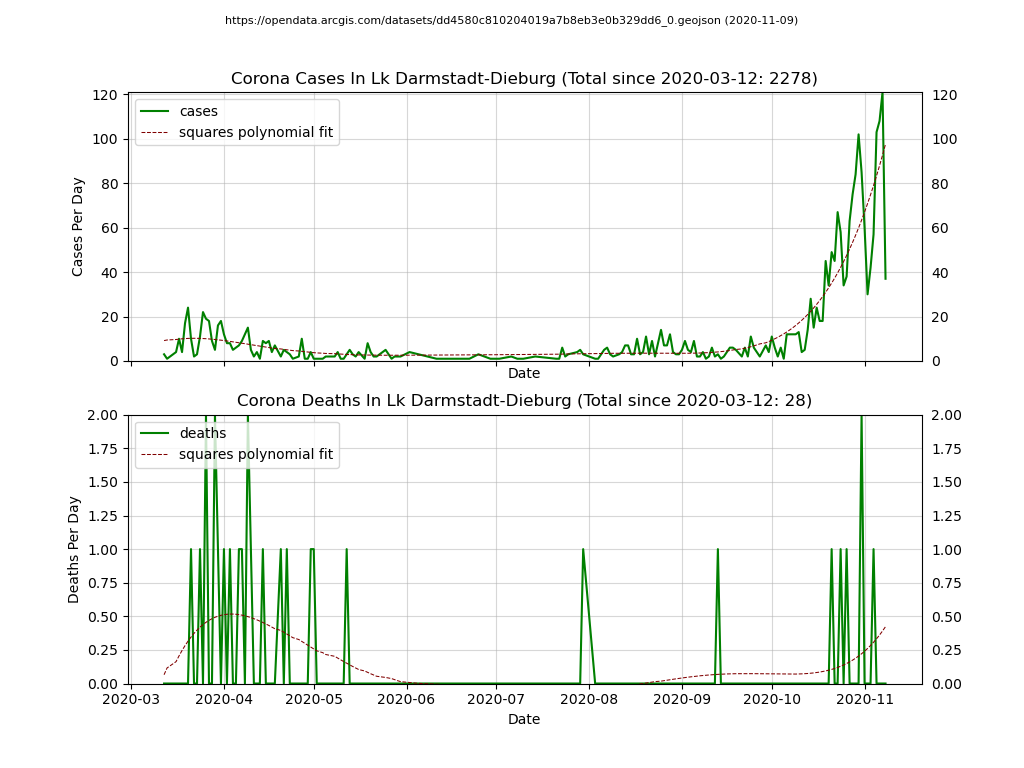 https://opendata.arcgis.com/datasets/dd4580c810204019a7b8eb3e0b329dd6_0.geojson (2020-11-09)
Corona Cases In Lk Darmstadt-Dieburg (Total since 2020-03-12: 2278)
cases
squares polynomial fit
Cases Per Day
120 120
100 100
80 80
60 60
40 40
20 20
0 0
Date
Corona Deaths In Lk Darmstadt-Dieburg (Total since 2020-03-12: 28)
deaths
squares polynomial fit
Deaths Per Day
2.00 2.00
1.75 1.75
1.50 1.50
1.25 1.25
1.00 1.00
0.75 0.75
0.50 0.50
0.25 0.25
0.00 0.00
2020-03 2020-04 2020-05 2020-06 2020-07 2020-08 2020-09 2020-10 2020-11
Date